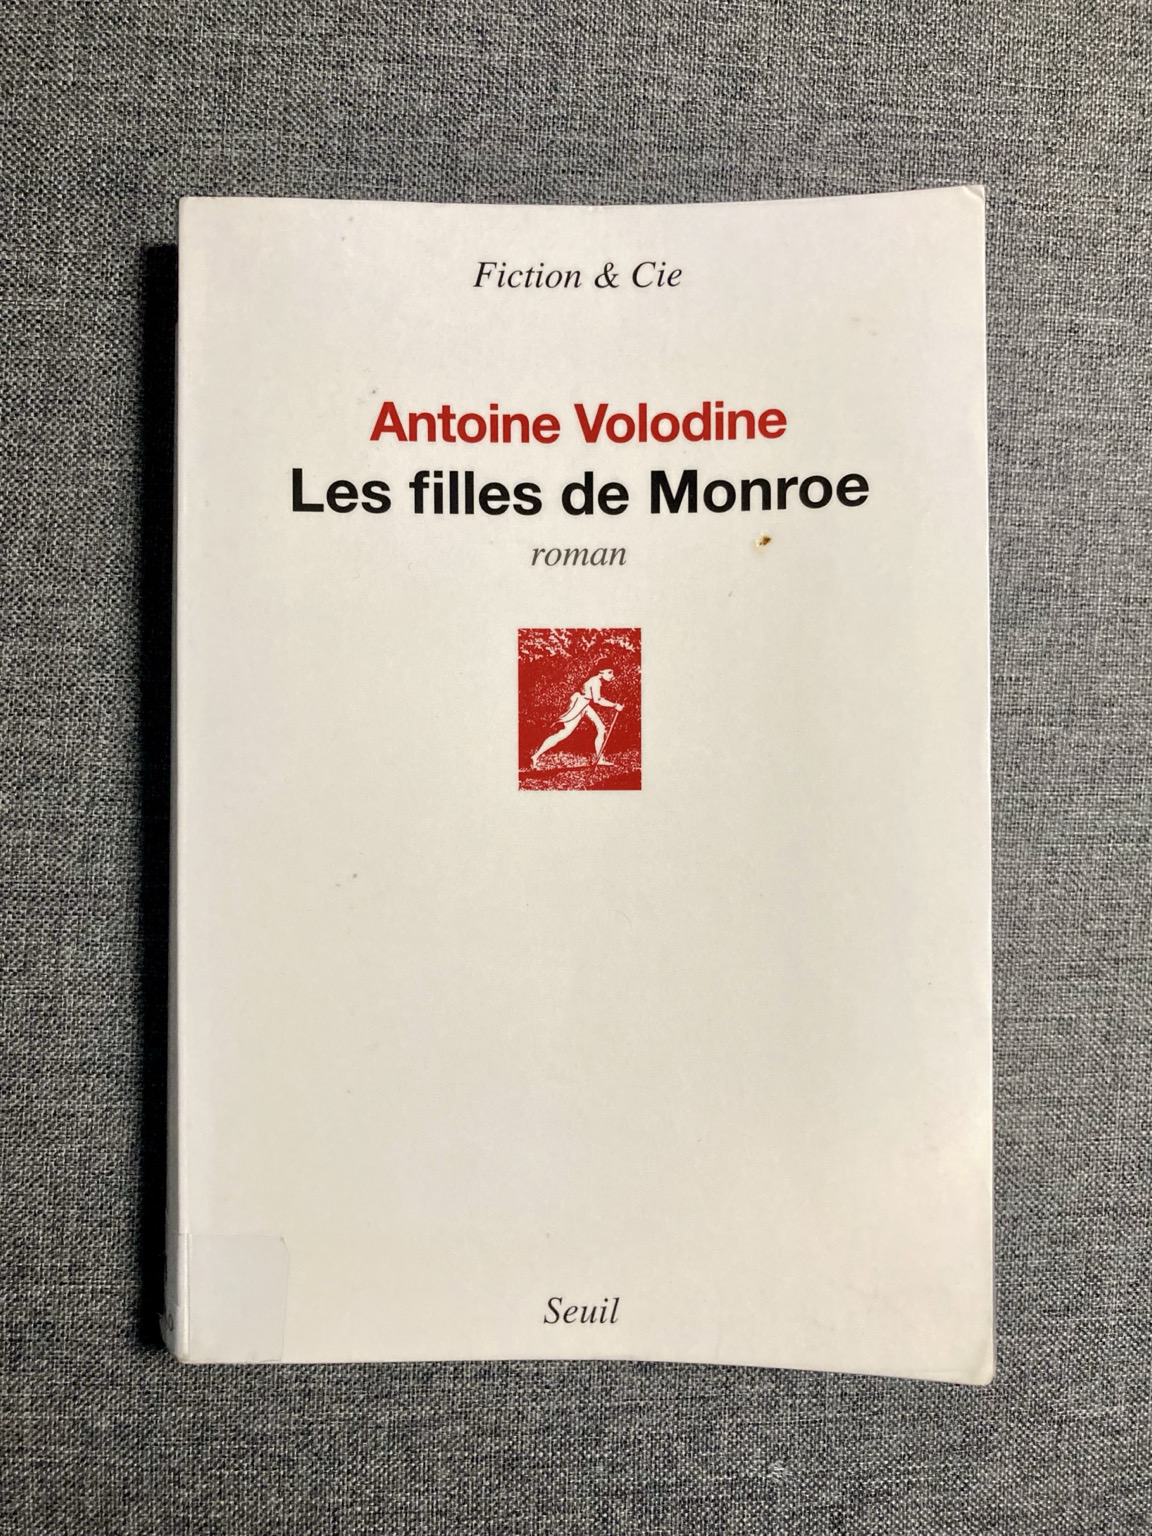 Fiction & Cie
Antoine Volodine
Les filles de Monroe
roman
Seuil